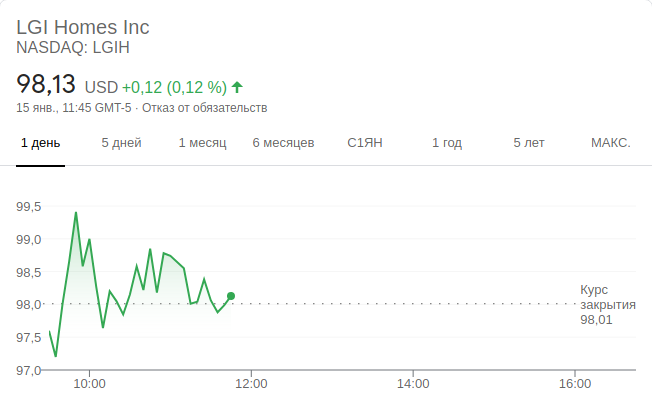 LGI Homes Inc
NASDAQ: LGIH
98,13 USD +0,12 (0,12 %)
15 янв., 11:45 GMT-5 · Отказ от обязательств
1 день 5 дней 1 месяц 6 месяцев С1ЯН 1 год 5 лет МАКС.
99,5
99,0
98,5
98,0
97,5
97,0
Курс
закрытия
98,01
10:00 12:00 14:00 16:00